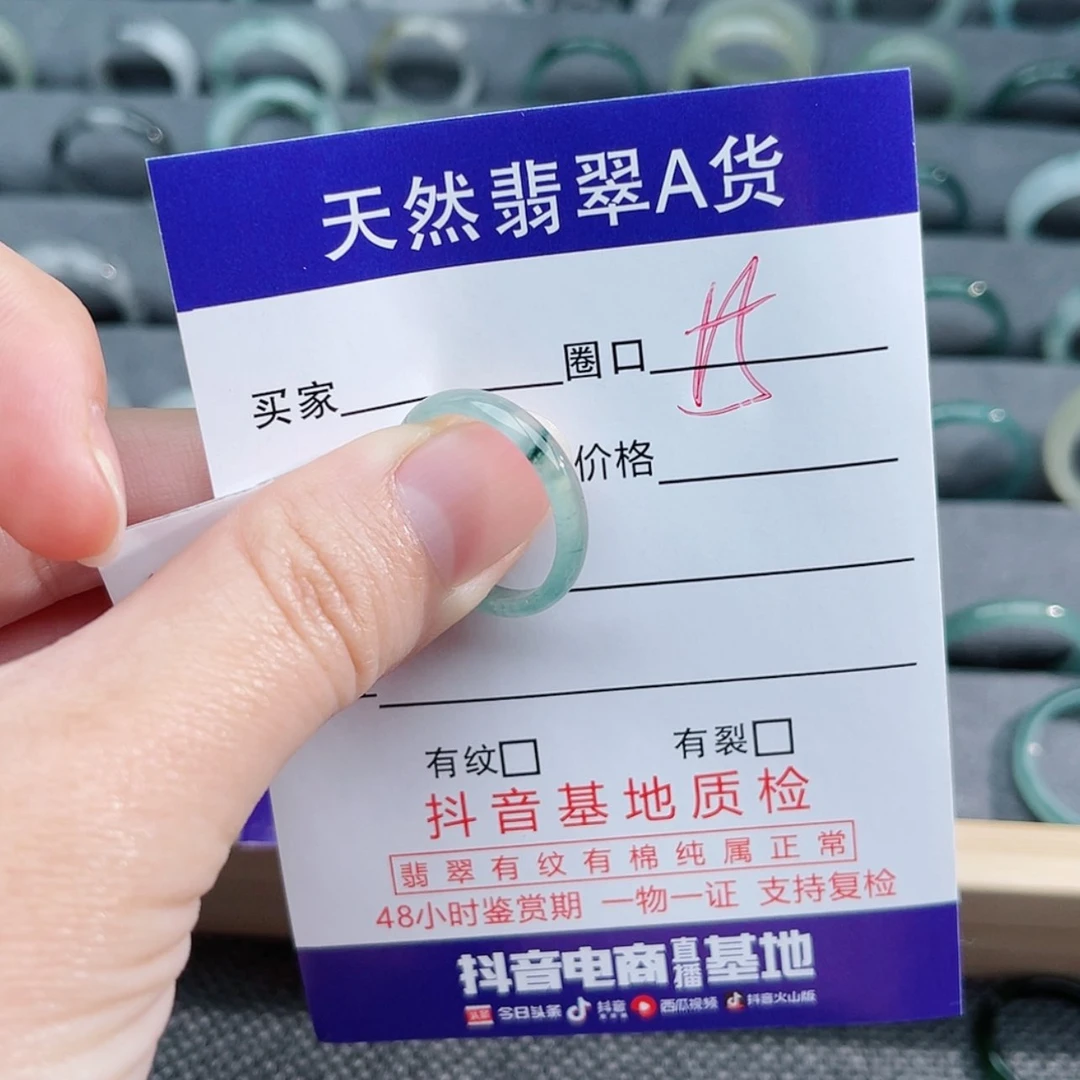 天然翡翠A货
买家 圈口
价格
有纹 有裂
抖音基地质检
翡翠有纹有棉纯属正常
48小时鉴赏期 一物一证 支持复检
抖音电商直播基地
头条 今日头条 抖音 西瓜视频 抖音火山版